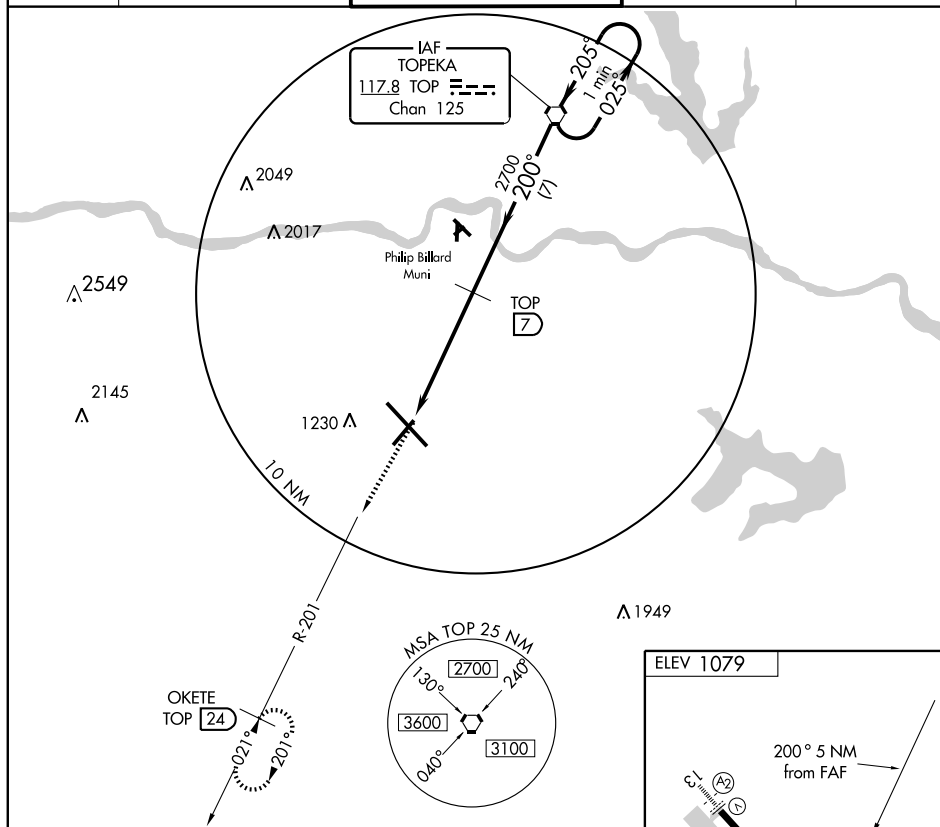 IAF
TOPEKA
117.8 TOP
Chan 125
205°
1 min
025°
2700
200°
(7)
2049
2017
Philip Billard
Muni
2549
TOP
7
2145
1230
10 NM
R-201
1949
MSA TOP 25 NM
2700
130°
240°
3600
3100
040°
OKETE
TOP 24
021°
201°
ELEV 1079
200° 5 NM
from FAF
13
A2
V